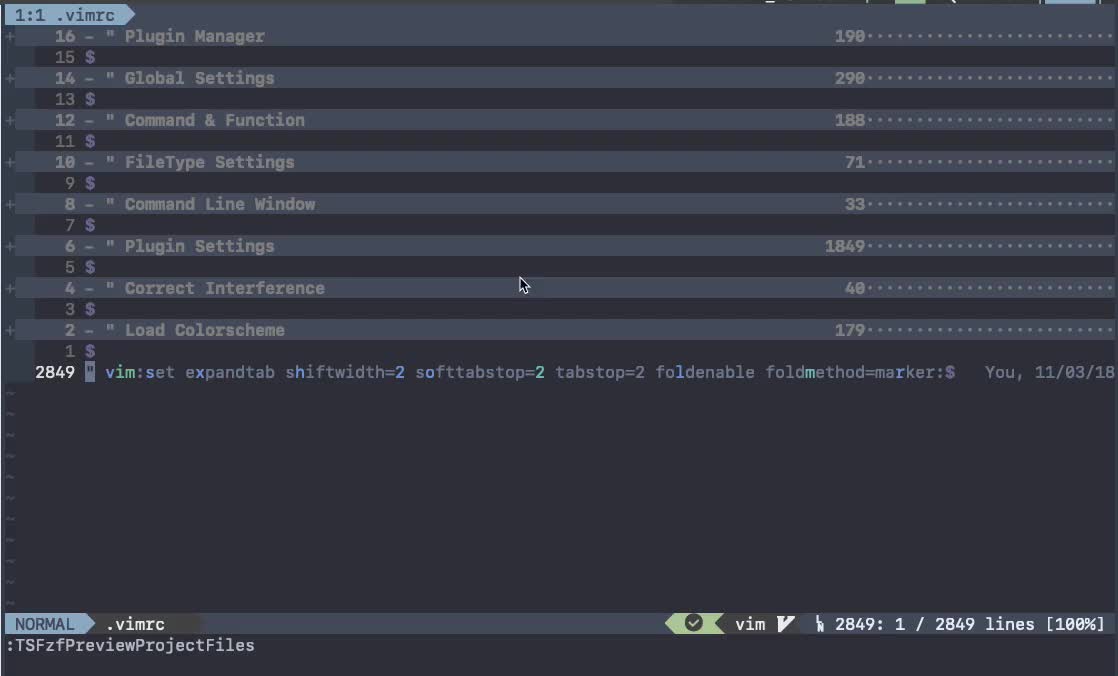 1:1 .vimrc
+ 16 - " Plugin Manager 190························
15 $
+ 14 - " Global Settings 290························
13 $
+ 12 - " Command & Function 188························
11 $
+ 10 - " FileType Settings 71························
9 $
+ 8 - " Command Line Window 33························
7 $
+ 6 - " Plugin Settings 1849························
5 $
+ 4 - " Correct Interference 40························
3 $
+ 2 - " Load Colorscheme 179························
1 $
2849 " vim:set expandtab shiftwidth=2 softtabstop=2 tabstop=2 foldenable foldmethod=marker:$ You, 11/03/18
~
~
~
~
~
~
~
~
~
~
~
NORMAL .vimrc vim 2849: 1 / 2849 lines [100%]
:TSFzfPreviewProjectFiles